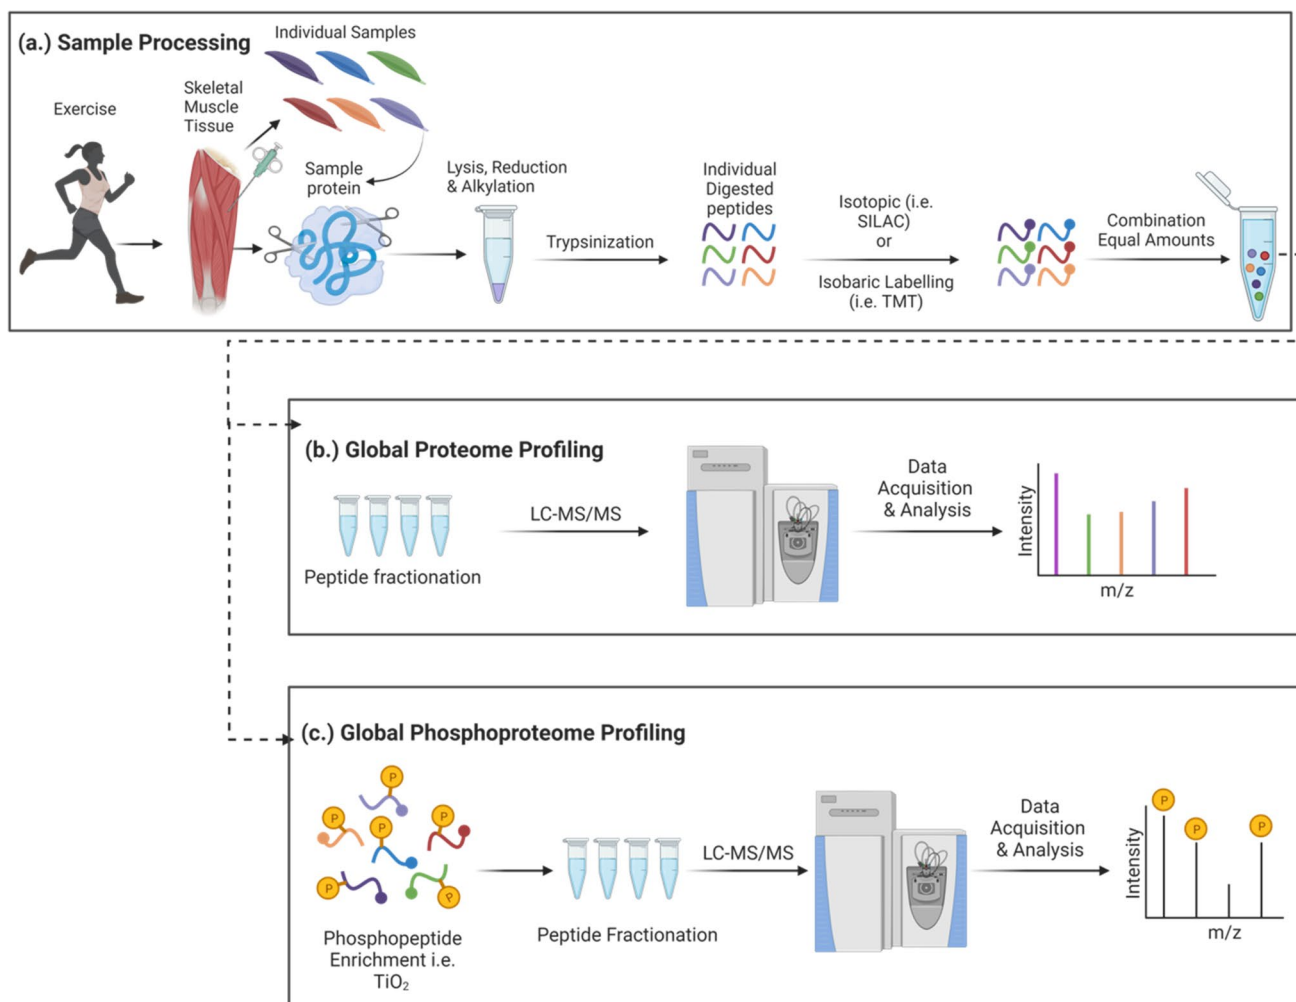 (a.) Sample Processing
Individual Samples
Exercise
Skeletal
Muscle
Tissue
Sample
protein
Lysis, Reduction
& Alkylation
Trypsinization
Individual
Digested
peptides
Isotopic (i.e.
SILAC)
or
Isobaric Labelling
(i.e. TMT)
Combination
Equal Amounts
(b.) Global Proteome Profiling
Peptide fractionation
LC-MS/MS
Data
Acquisition
& Analysis
Intensity
m/z
(c.) Global Phosphoproteome Profiling
P
P
P
P
P
P
Phosphopeptide
Enrichment i.e.
TiO₂
Peptide Fractionation
LC-MS/MS
Data
Acquisition
& Analysis
P
P
P
Intensity
m/z